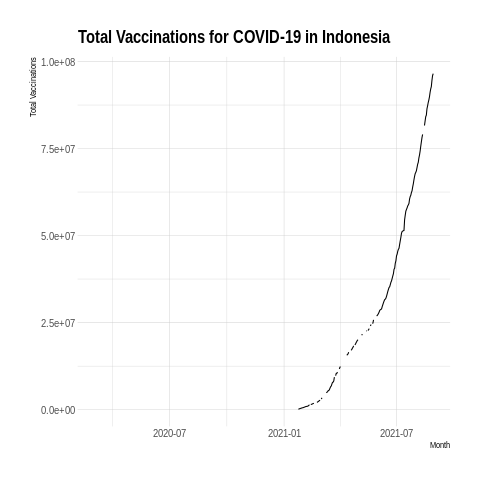 Total Vaccinations for COVID-19 in Indonesia
Total Vaccinations
1.0e+08
7.5e+07
5.0e+07
2.5e+07
0.0e+00
2020-07 2021-01 2021-07
Month